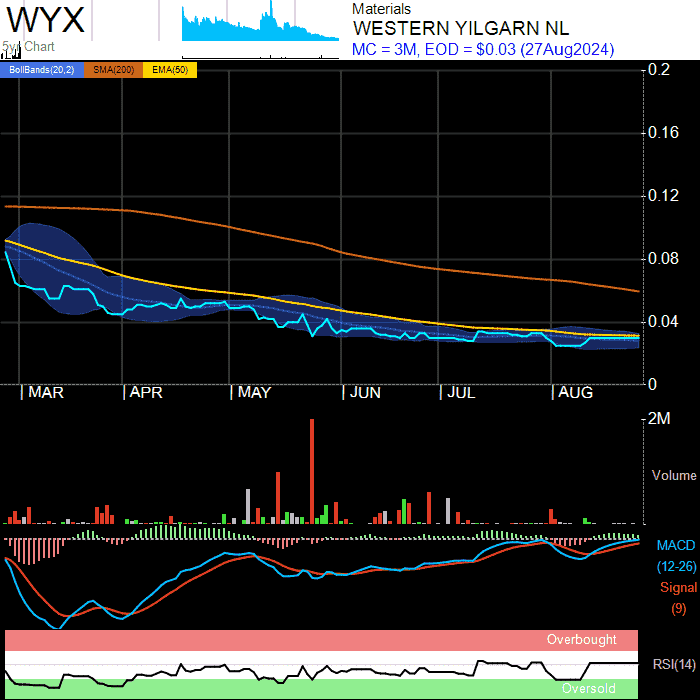 WYX
5yr Chart
Materials
WESTERN YILGARN NL
MC = 3M, EOD = $0.03 (27Aug2024)
BollBands(20,2) SMA(200) EMA(50)
0.2
0.16
0.12
0.08
0.04
0
MAR APR MAY JUN JUL AUG
2M
Volume
MACD
(12-26)
Signal
(9)
Overbought
RSI(14)
Oversold